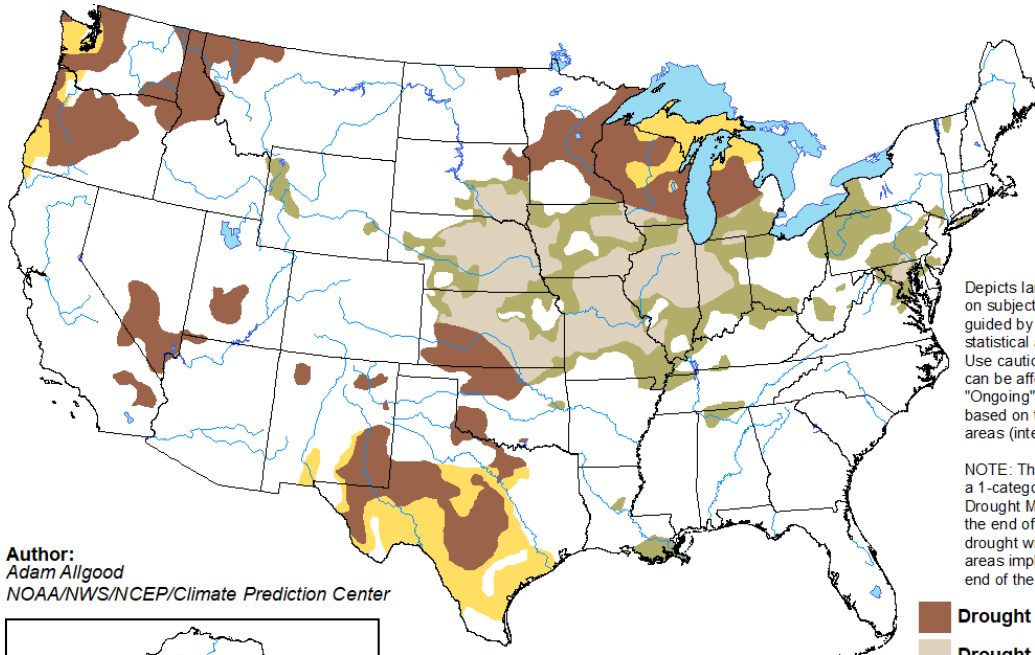 Depicts la
on subject
guided by
statistical
Use cautio
can be affe
"Ongoing"
based on
areas (inte
NOTE: Th
a 1-catego
Drought M
the end of
drought wi
areas impl
end of the
Author:
Adam Allgood
NOAA/NWS/NCEP/Climate Prediction Center
Drought
Drought